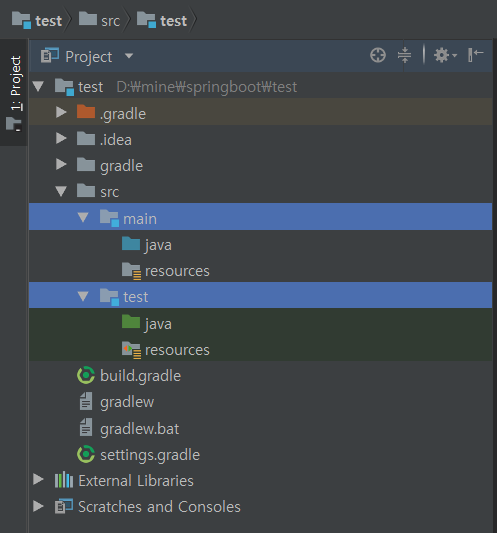 test src test
1: Project
Project
test D:₩mine₩springboot₩test
.gradle
.idea
gradle
src
main
java
resources
test
java
resources
build.gradle
gradlew
gradlew.bat
settings.gradle
External Libraries
Scratches and Consoles